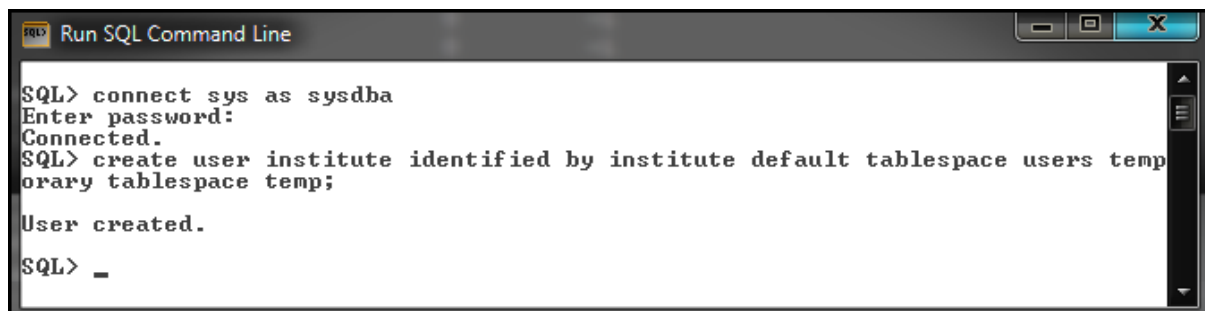 Run SQL Command Line
SQL> connect sys as sysdba
Enter password:
Connected.
SQL> create user institute identified by institute default tablespace users temp
orary tablespace temp;
User created.
SQL> _